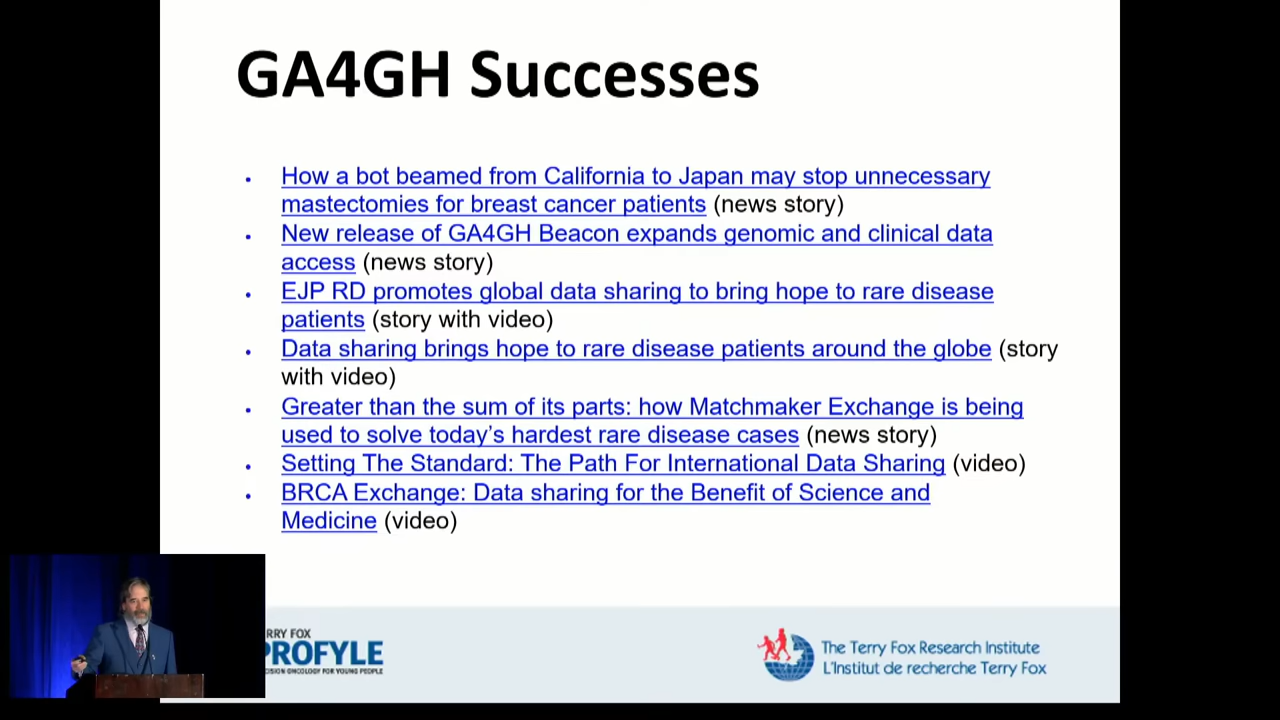 GA4GH Successes
• How a bot beamed from California to Japan may stop unnecessary
mastectomies for breast cancer patients (news story)
• New release of GA4GH Beacon expands genomic and clinical data
access (news story)
• EJP RD promotes global data sharing to bring hope to rare disease
patients (story with video)
• Data sharing brings hope to rare disease patients around the globe (story
with video)
• Greater than the sum of its parts: how Matchmaker Exchange is being
used to solve today's hardest rare disease cases (news story)
• Setting The Standard: The Path For International Data Sharing (video)
• BRCA Exchange: Data sharing for the Benefit of Science and
Medicine (video)
RRY FOX
PROFYLE
CISION ONCOLOGY FOR YOUNG PEOPLE
The Terry Fox Research Institute
L'Institut de recherche Terry Fox